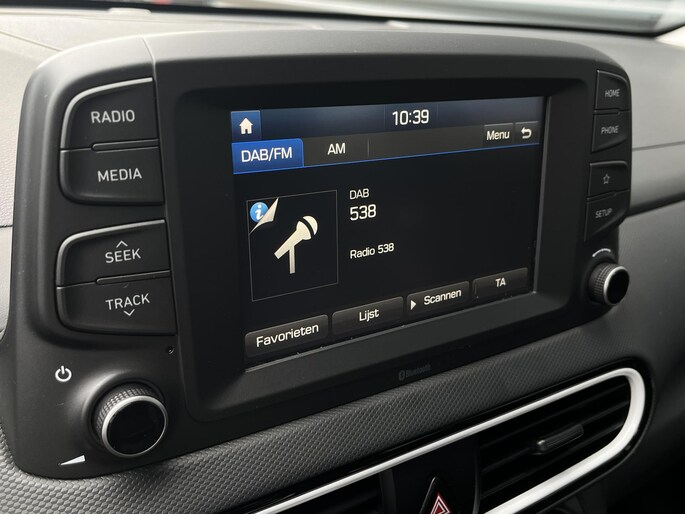 RADIO
MEDIA
SEEK
TRACK
10:39
DAB/FM
AM
Menu
DAB
538
Radio 538
Favorieten
Lijst
Scannen
TA
HOME
PHONE
SETUP
Bluetooth